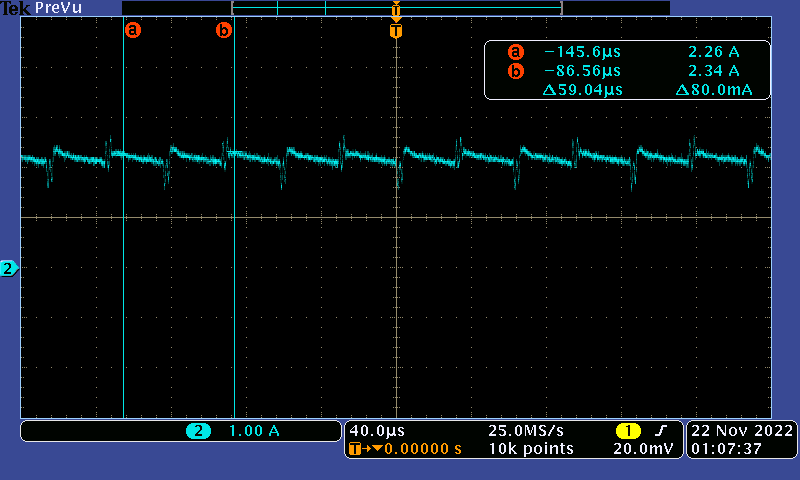 Tek PreVu
T
a
b
T
a −145.6µs 2.26 A
b −86.56µs 2.34 A
Δ59.04µs Δ80.0mA
2
2 1.00 A
40.0µs 25.0MS/s 1
T→▼0.00000 s 10k points 20.0mV
22 Nov 2022
01:07:37